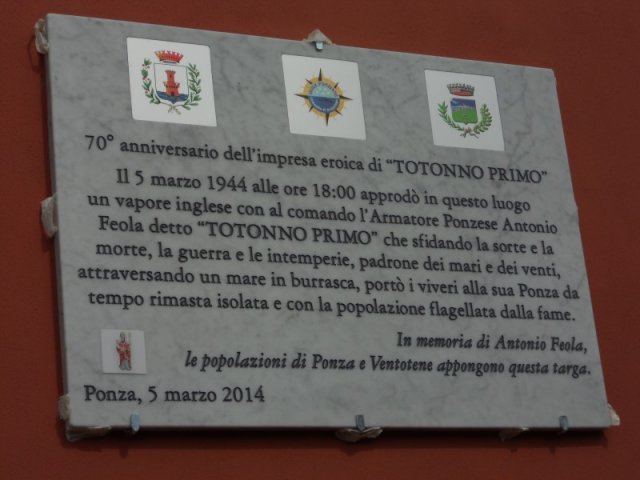 70° anniversario dell'impresa eroica di "TOTONNO PRIMO"
Il 5 marzo 1944 alle ore 18:00 approdò in questo luogo
un vapore inglese con al comando l'Armatore Ponzese Antonio
Feola detto "TOTONNO PRIMO" che sfidando la sorte e la
morte, la guerra e le intemperie, padrone dei mari e dei venti,
attraversando un mare in burrasca, portò i viveri alla sua Ponza da
tempo rimasta isolata e con la popolazione flagellata dalla fame.
In memoria di Antonio Feola,
le popolazioni di Ponza e Ventotene appongono questa targa.
Ponza, 5 marzo 2014